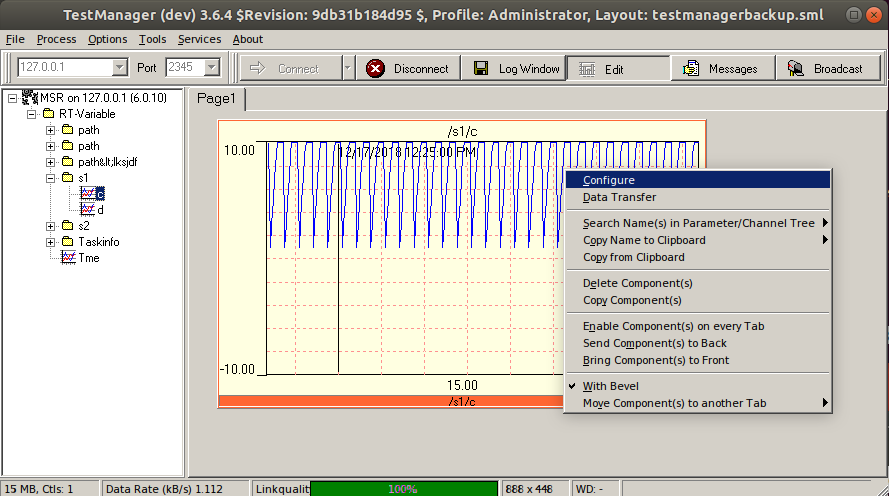 TestManager (dev) 3.6.4 $Revision: 9db31b184d95 $, Profile: Administrator, Layout: testmanagerbackup.sml
File Process Options Tools Services About
127.0.0.1 Port 2345 Connect Disconnect Log Window Edit Messages Broadcast
MSR on 127.0.0.1 (6.0.10)
RT-Variable
path
path
path&lt;lksjdf
s1
c
d
s2
Taskinfo
Tme
Page1
/s1/c
10.00
12/17/2018 12:25:00 PM
-10.00
15.00
/s1/c
Configure
Data Transfer
Search Name(s) in Parameter/Channel Tree
Copy Name to Clipboard
Copy from Clipboard
Delete Component(s)
Copy Component(s)
Enable Component(s) on every Tab
Send Component(s) to Back
Bring Component(s) to Front
With Bevel
Move Component(s) to another Tab
15 MB, Ctls: 1 Data Rate (kB/s) 1.112 Linkquality 100% 888 x 448 WD: -